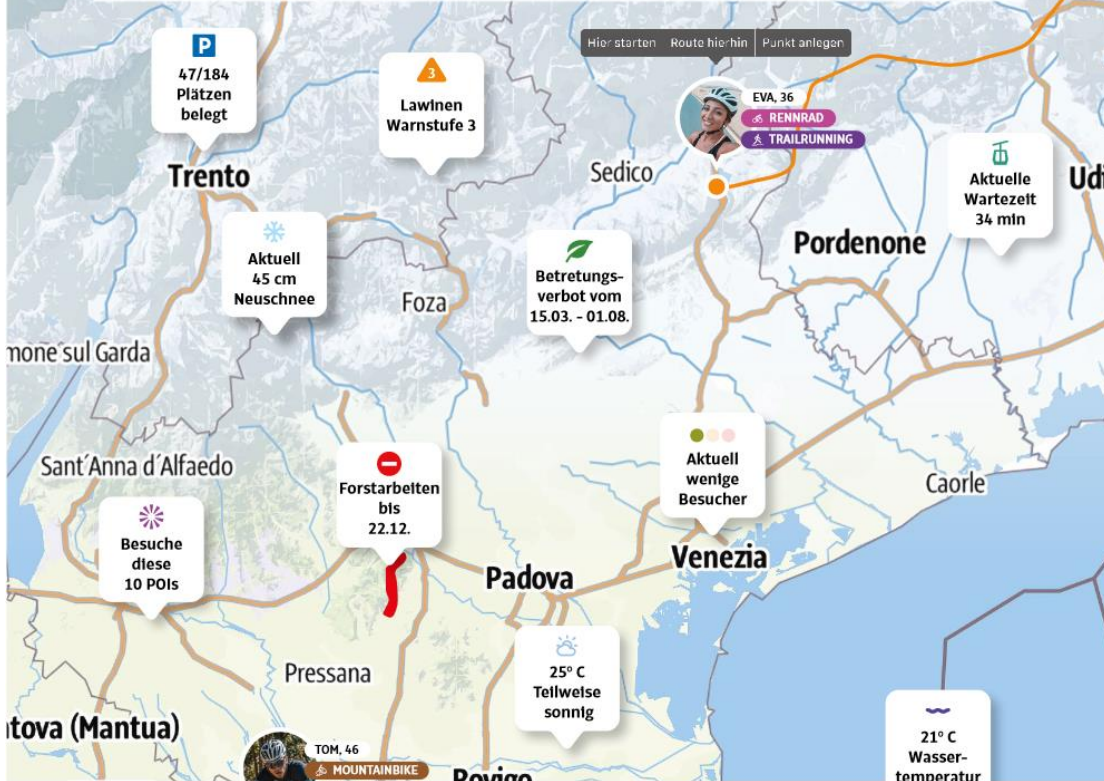 Hier starten Route hierhin Punkt anlegen
P
47/184
Plätzen
belegt
3
Lawinen
Warnstufe 3
EVA, 36
RENNRAD
TRAILRUNNING
Trento
Sedico
Aktuelle
Wartezeit
34 min
Udi
Aktuell
45 cm
Neuschnee
Betretungs-
verbot vom
15.03. - 01.08.
Pordenone
Foza
mone sul Garda
Sant´Anna d´Alfaedo
Forstarbeiten
bis
22.12.
Aktuell
wenige
Besucher
Caorle
Besuche
diese
10 POIs
Padova
Venezia
25° C
Teilweise
sonnig
Pressana
ntova (Mantua)
21° C
Wasser-
temperatur
TOM, 46
MOUNTAINBIKE
Rovigo